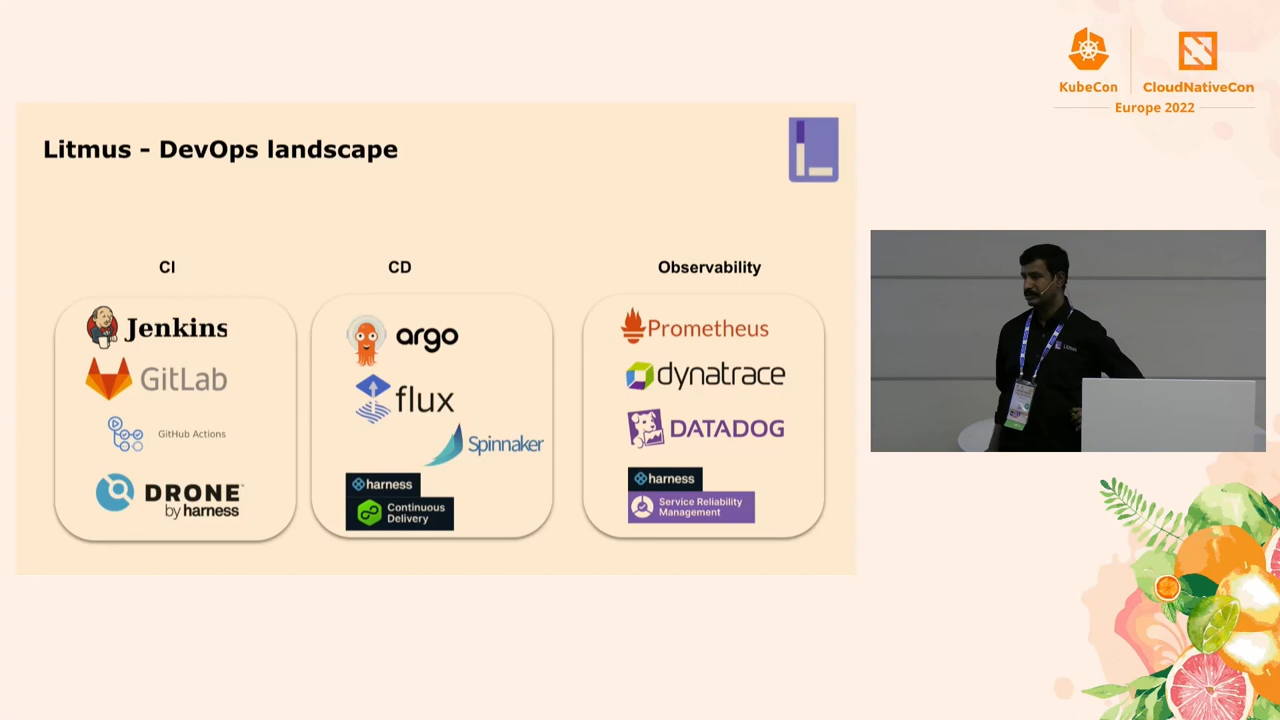 KubeCon
CloudNativeCon
Europe 2022
Litmus - DevOps landscape
CI
Jenkins
GitLab
GitHub Actions
DRONE™
by harness
CD
argo
flux
Spinnaker
harness
Continuous
Delivery
Observability
Prometheus
dynatrace
DATADOG
harness
Service Reliability
Management